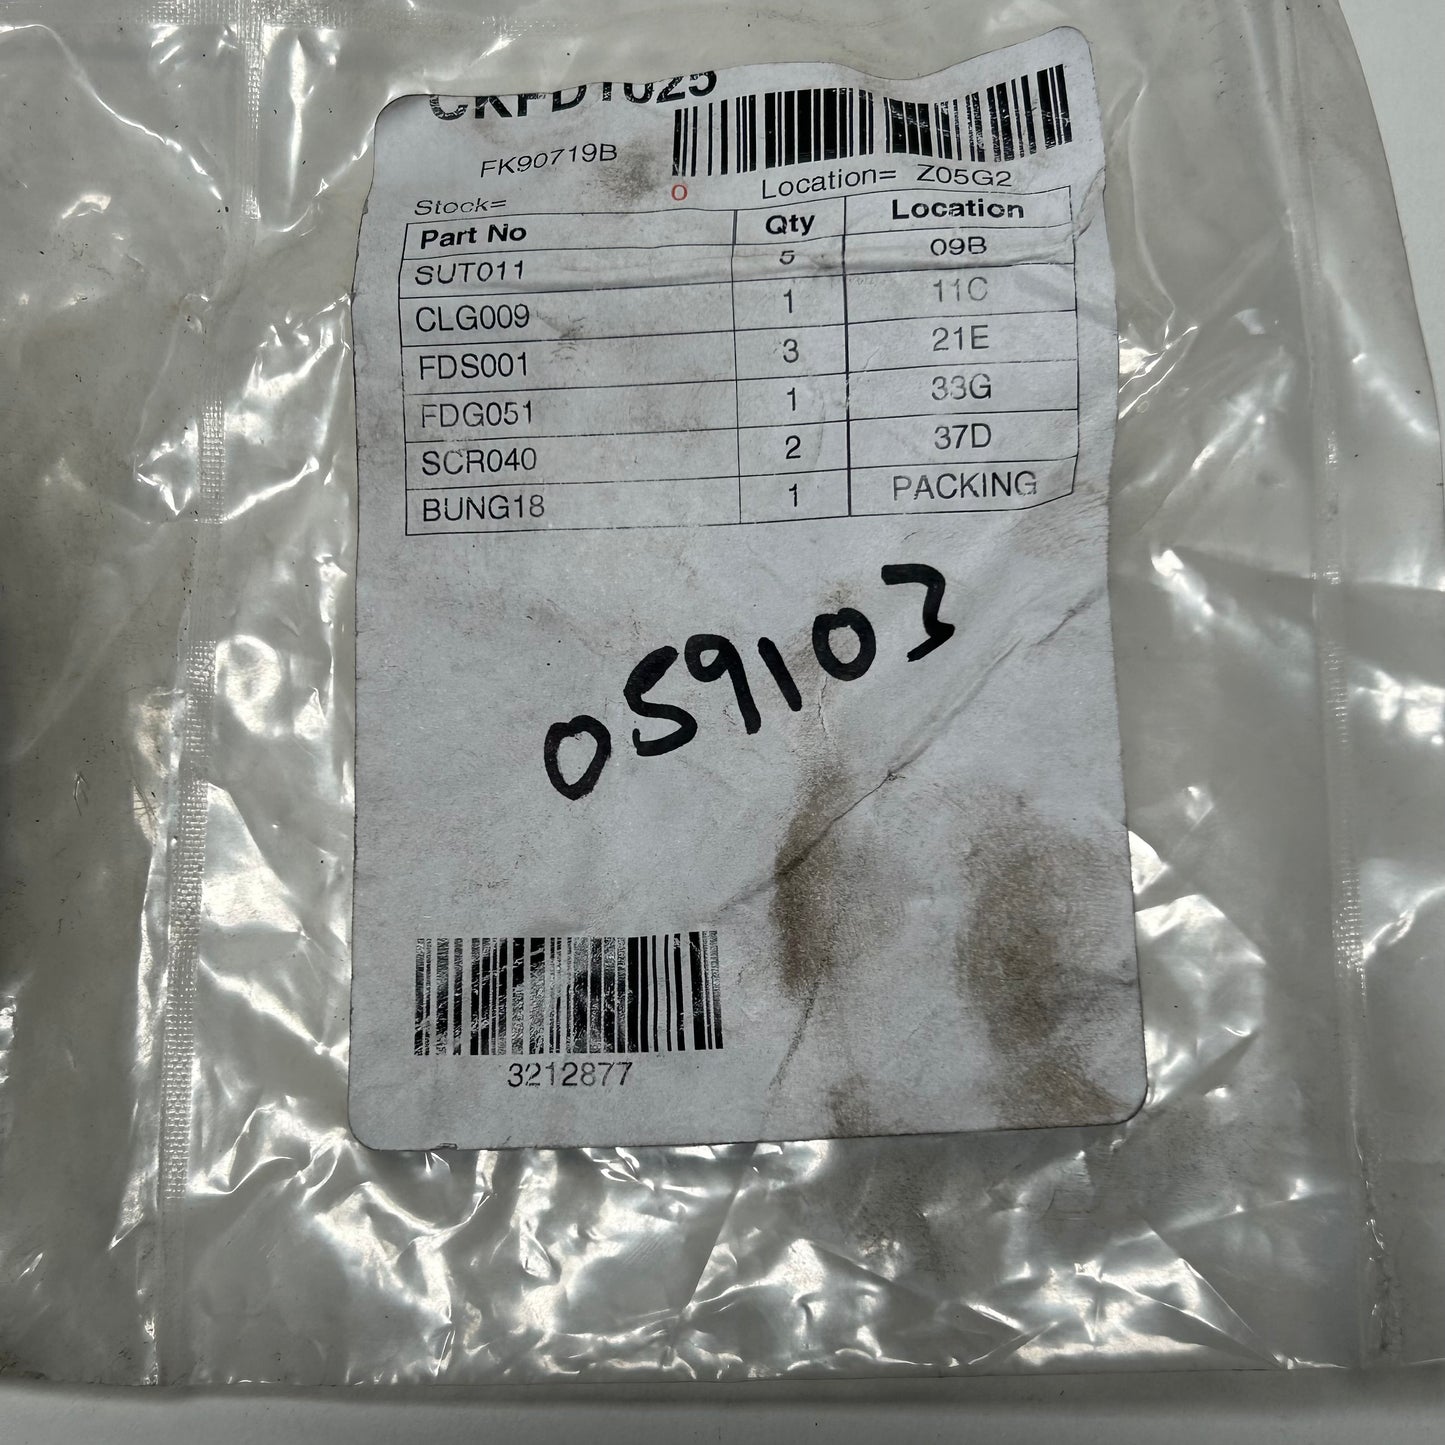 CKFD1025
FK90719B
Stock= 0 Location= Z05G2
Part No Qty Location
SUT011 5 09B
CLG009 1 11C
FDS001 3 21E
FDG051 1 33G
SCR040 2 37D
BUNG18 1 PACKING
059103
3212877